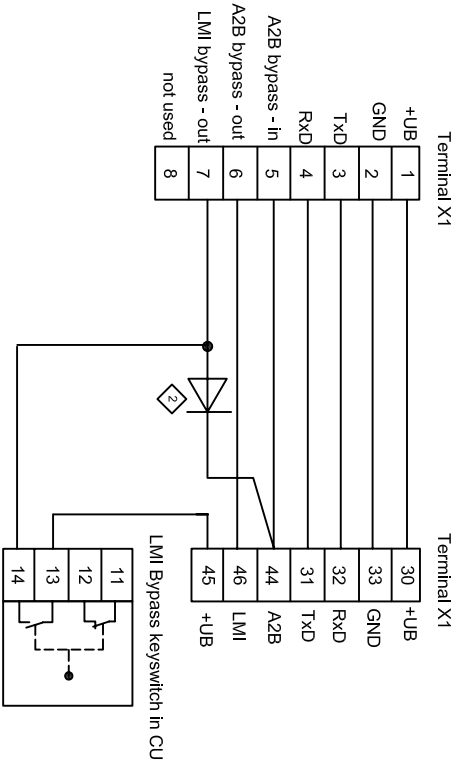 Terminal X1
+UB 1
GND 2
TxD 3
RxD 4
A2B bypass - in 5
A2B bypass - out 6
LMI bypass - out 7
not used 8
2
Terminal X1
30 +UB
33 GND
32 RxD
31 TxD
44 A2B
46 LMI
45 +UB
LMI Bypass keyswitch in CU
11
12
13
14